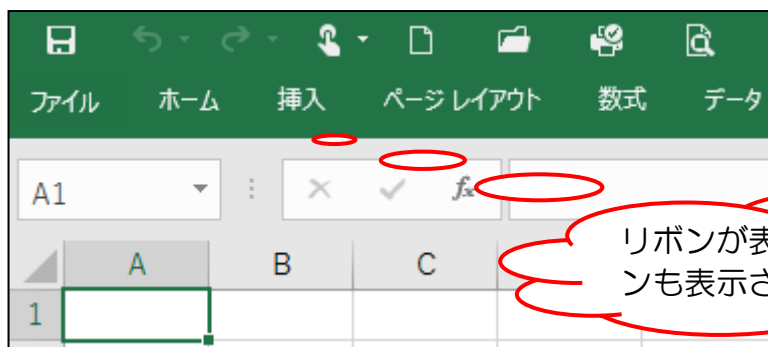 ファイル ホーム 挿入 ページ レイアウト 数式 データ
A1 fx
リボンが表
ンも表示さ
A B C
1